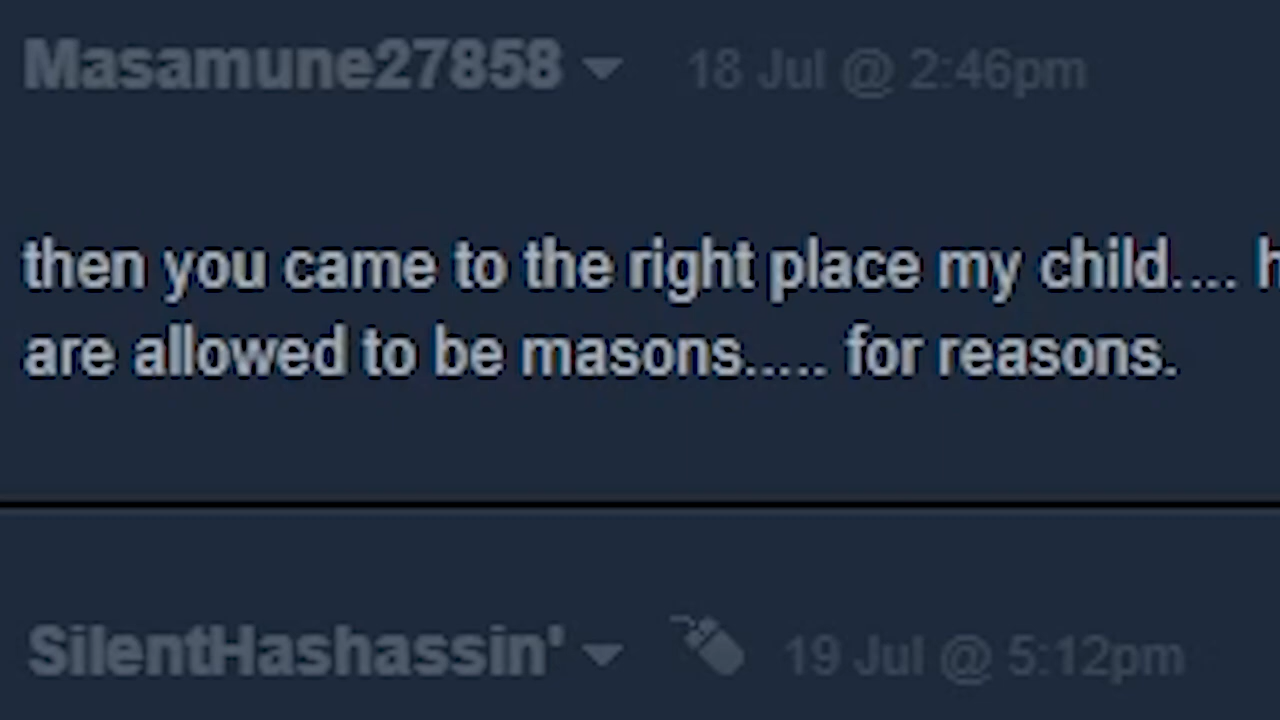 Masamune27858 18 Jul @ 2:46pm
then you came to the right place my child....
are allowed to be masons..... for reasons.
SilentHashassin' 19 Jul @ 5:12pm